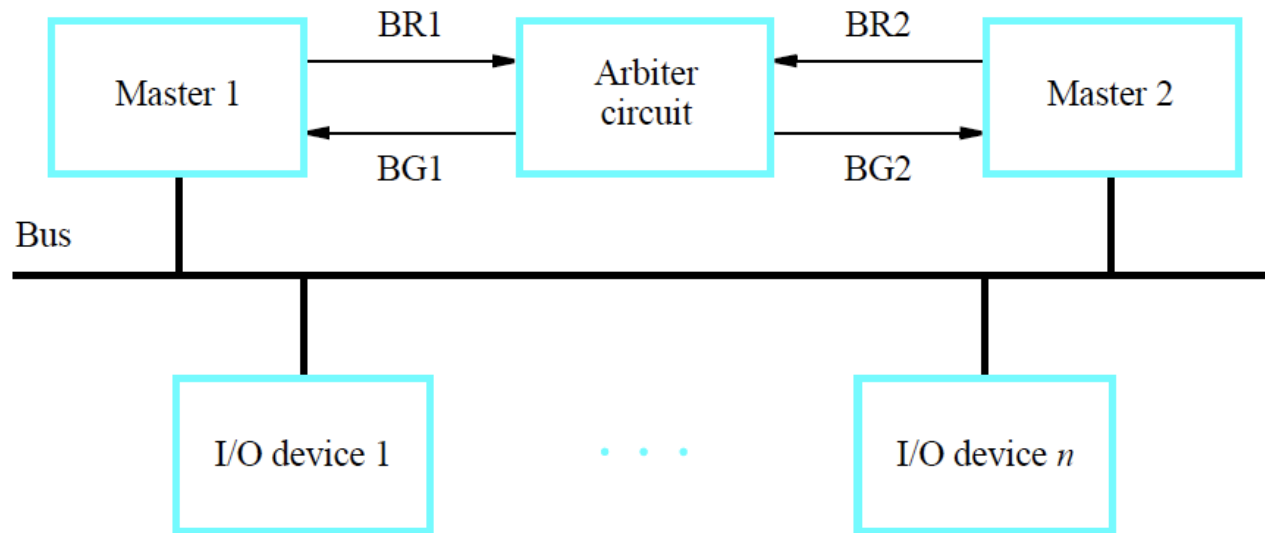 BR1
BR2
Master 1
Arbiter
circuit
Master 2
BG1
BG2
Bus
I/O device 1
. . .
I/O device n